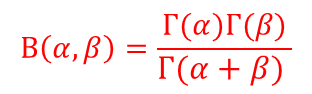 B(α, β) = Γ(α)Γ(β) / Γ(α + β)